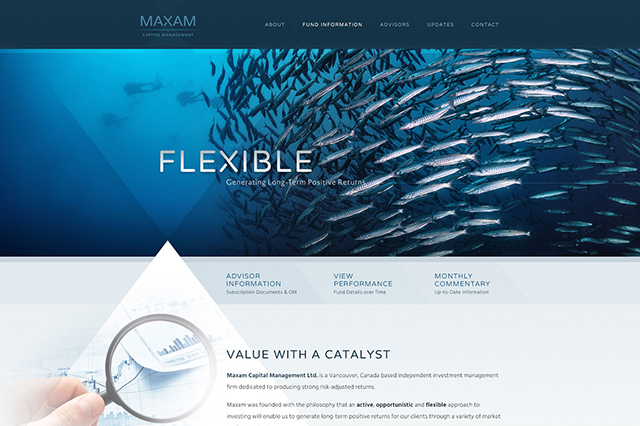 MAXAM
CAPITAL MANAGEMENT
ABOUT FUND INFORMATION ADVISORS UPDATES CONTACT
FLEXIBLE
Generating Long-Term Positive Returns
ADVISOR INFORMATION
Subscription Documents & OM
VIEW PERFORMANCE
Fund Details over Time
MONTHLY COMMENTARY
Up-to-Date Information
VALUE WITH A CATALYST
Maxam Capital Management Ltd. is a Vancouver, Canada based independent investment management
firm dedicated to producing strong risk-adjusted returns.
Maxam was founded with the philosophy that an active, opportunistic and flexible approach to
investing will enable us to generate long-term positive returns for our clients through a variety of market